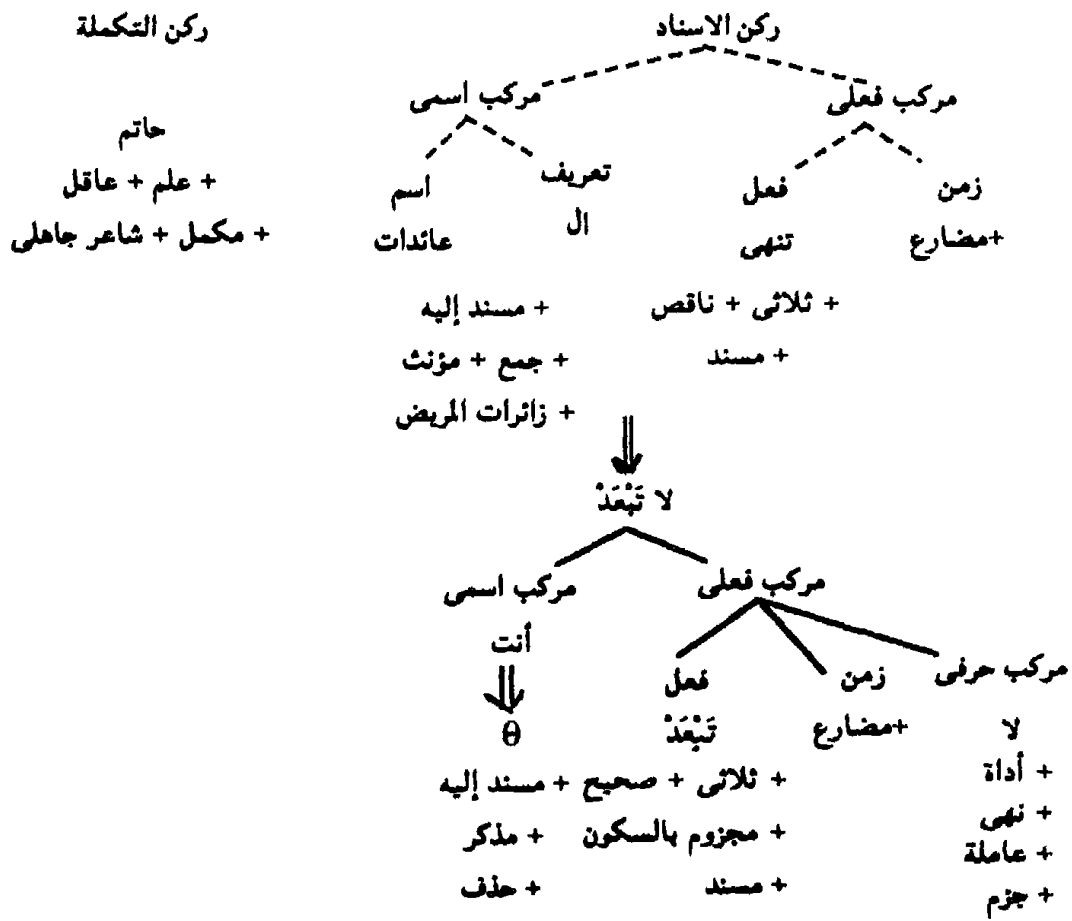 ركن الاسناد ركن التكملة
مركب فعلى مركب اسمى
حاتم
زمن فعل تعريف اسم + علم + عاقل
+مضارع تنهى ال عائدات + مكمل + شاعر جاهلى
+ ثلاثى + ناقص + مسند إليه
+ مسند + جمع + مؤنث
+ زائرات المريض
لا تَبْعَدْ
مركب فعلى مركب اسمى
أنت
مركب حرفى زمن فعل
لا +مضارع تَبْعَدْ θ
+ أداة + ثلاثى + صحيح + مسند إليه
+ نهى
+ مجزوم بالسكون + مذكر
+ عاملة
+ مسند + حذف
+ جزم